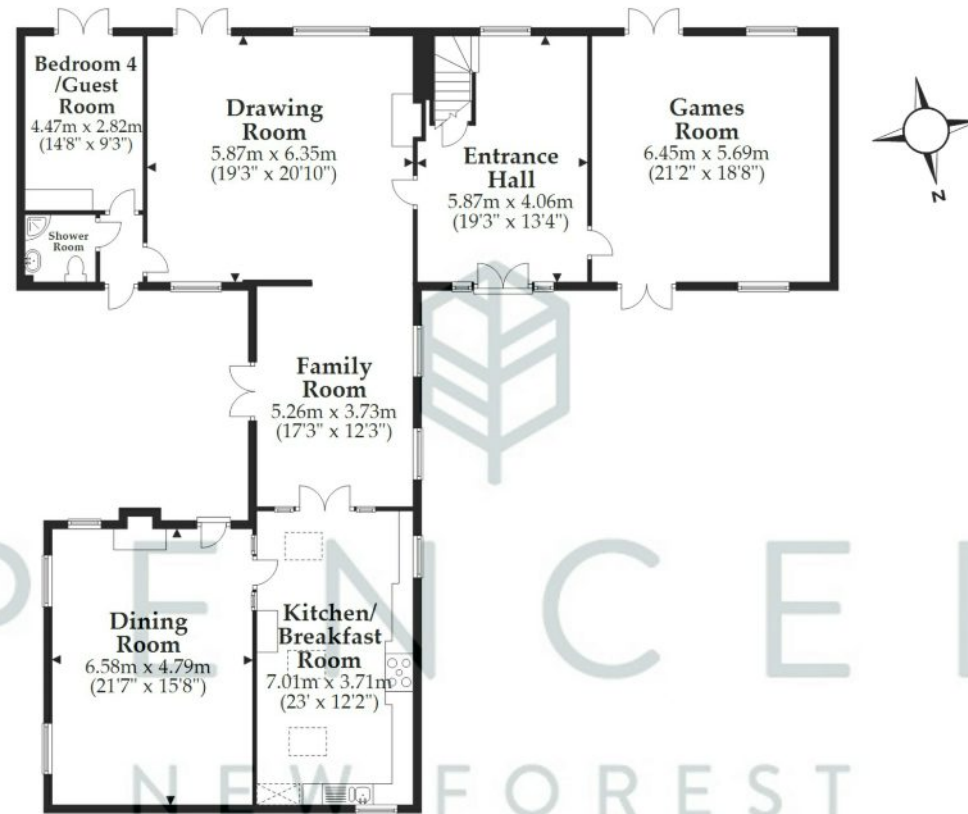 Bedroom 4
/Guest
Room
4.47m x 2.82m
(14'8" x 9'3")
Drawing
Room
5.87m x 6.35m
(19'3" x 20'10")
Entrance
Hall
5.87m x 4.06m
(19'3" x 13'4")
Games
Room
6.45m x 5.69m
(21'2" x 18'8")
N
Shower
Room
Family
Room
5.26m x 3.73m
(17'3" x 12'3")
Dining
Room
6.58m x 4.79m
(21'7" x 15'8")
Kitchen/
Breakfast
Room
7.01m x 3.71m
(23' x 12'2")
PENCE
NEW FOREST